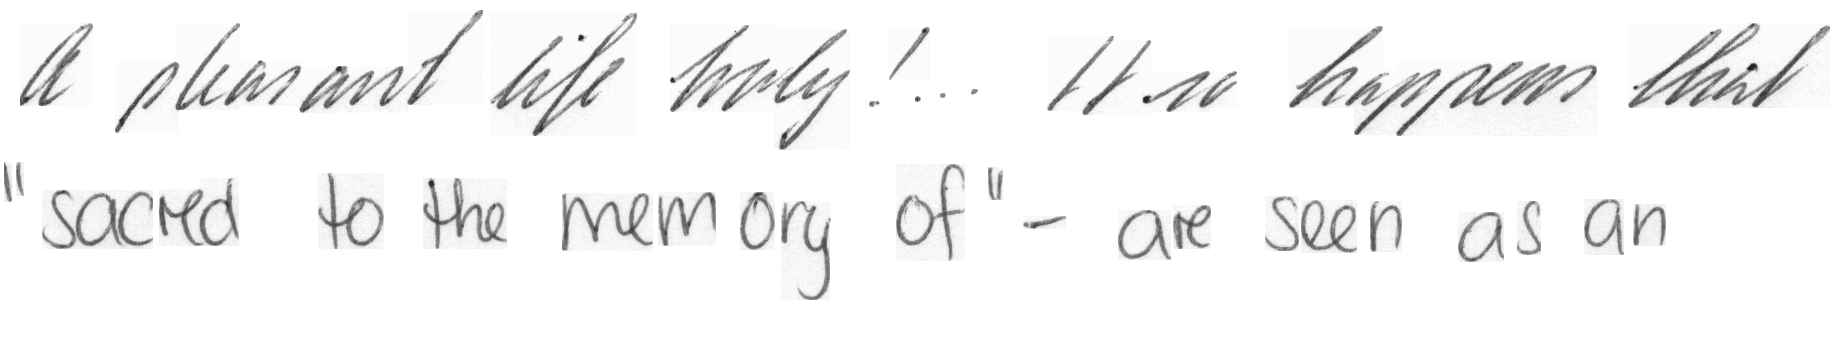 A pleasant life truly! .... It so happens that
"sacred to the memory of" - are seen as an